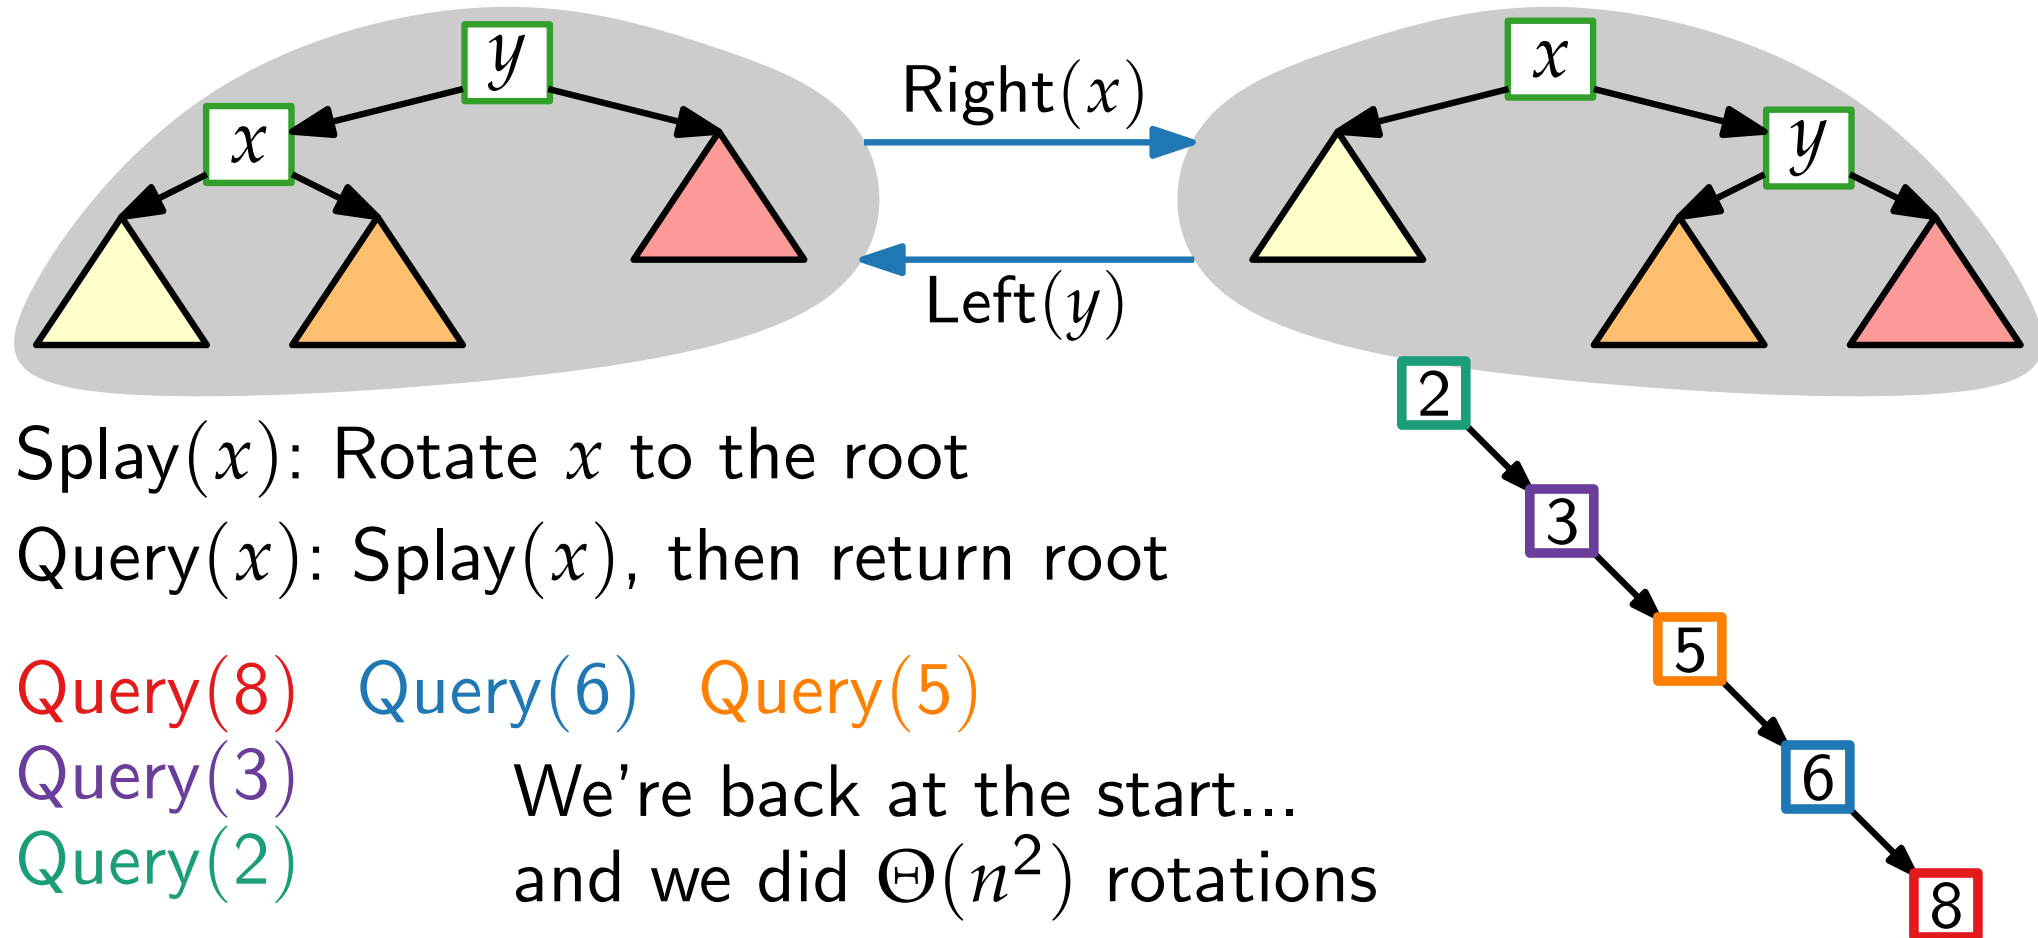 y
x
Right(x)
Left(y)
x
y
Splay(x): Rotate x to the root
Query(x): Splay(x), then return root
Query(8) Query(6) Query(5)
Query(3)
Query(2)
We're back at the start...
and we did Θ(n²) rotations
2
3
5
6
8